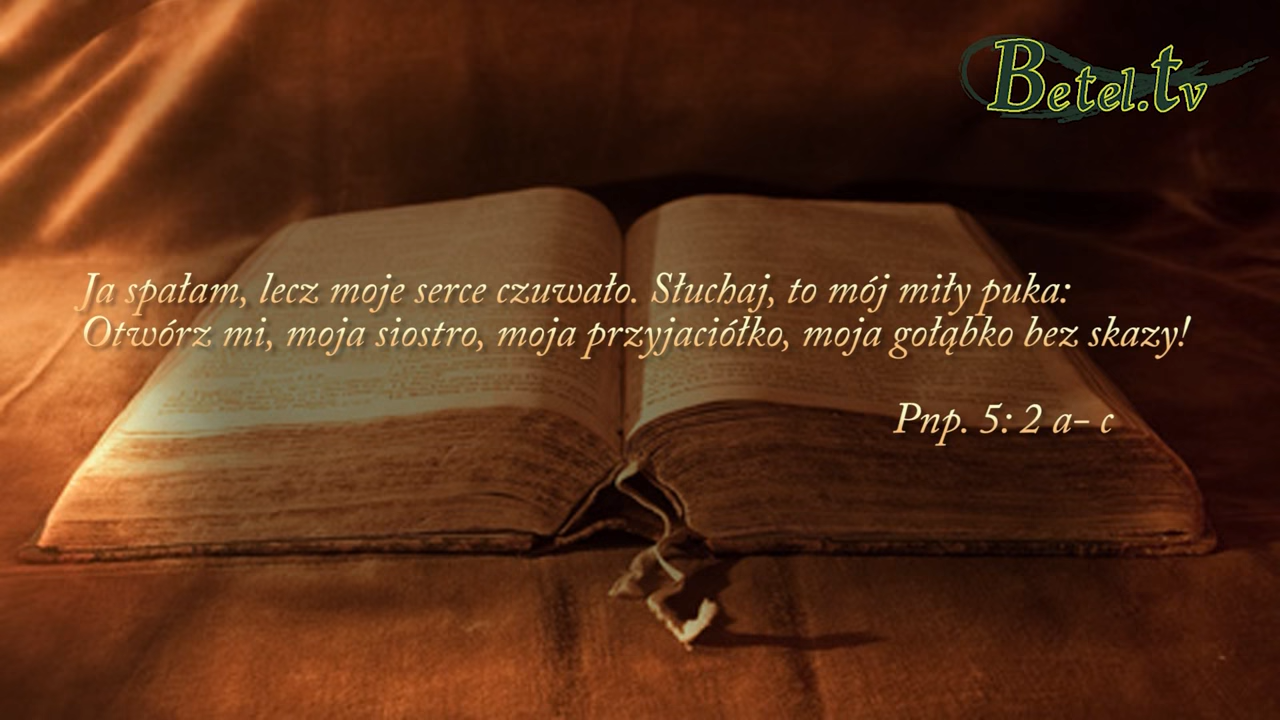 Betel.tv
Ja spałam, lecz moje serce czuwało. Słuchaj, to mój miły puka:
Otwórz mi, moja siostro, moja przyjaciółko, moja gołąbko bez skazy!
Pnp. 5: 2 a- c